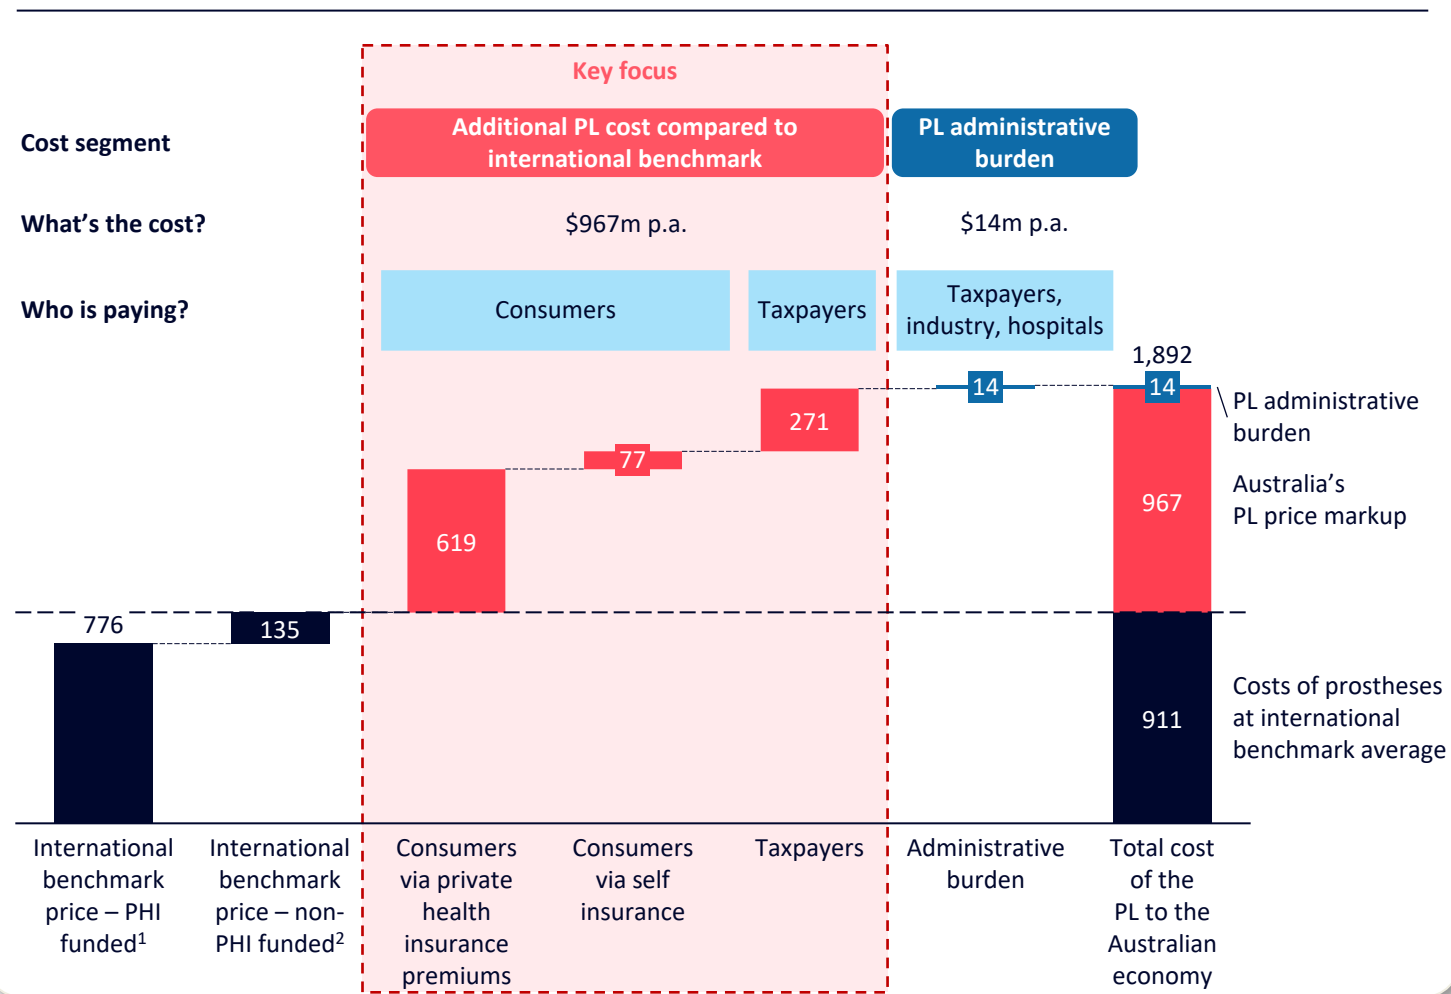 Key focus
Cost segment
Additional PL cost compared to
international benchmark
PL administrative
burden
What's the cost?
$967m p.a.
$14m p.a.
Who is paying?
Consumers
Taxpayers
Taxpayers,
industry, hospitals
1,892
14
14
PL administrative
burden
271
77
Australia's
PL price markup
967
619
776
135
Costs of prostheses
at international
benchmark average
911
International
benchmark
price – PHI
funded1
International
benchmark
price – non-
PHI funded2
Consumers
via private
health
insurance
premiums
Consumers
via self
insurance
Taxpayers
Administrative
burden
Total cost
of the
PL to the
Australian
economy